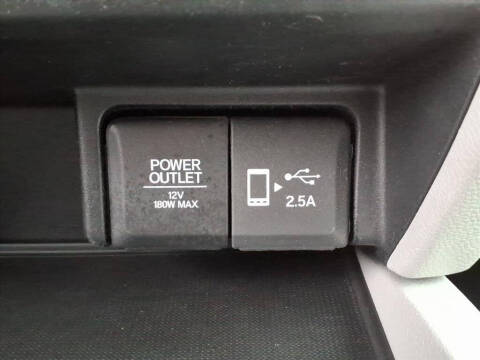 POWER
OUTLET
12V
180W MAX
2.5A